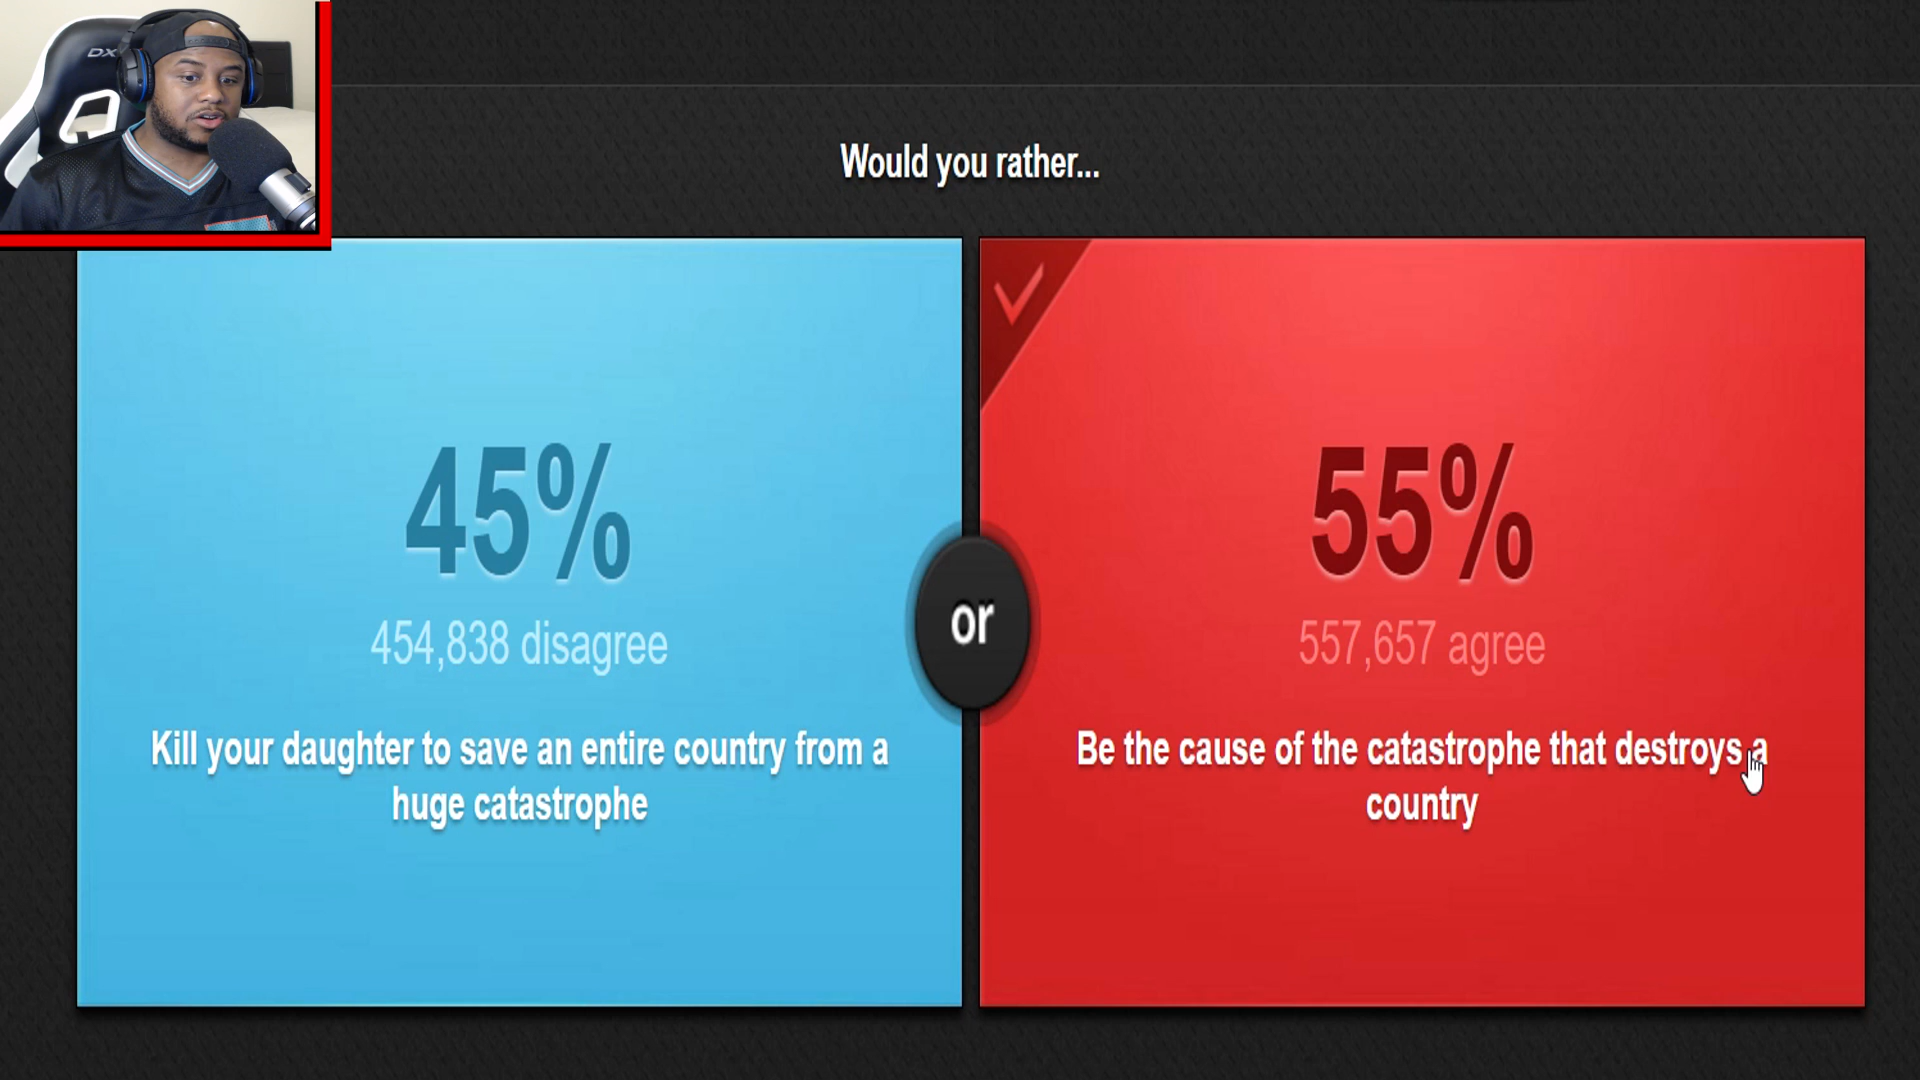 DX
Would you rather...
45%
454,838 disagree
Kill your daughter to save an entire country from a
huge catastrophe
or
55%
557,657 agree
Be the cause of the catastrophe that destroys a
country